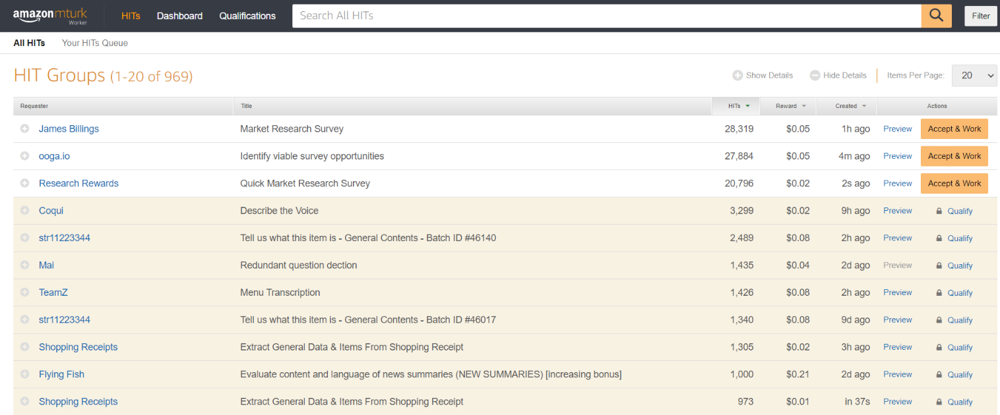 amazonmturk
Worker
HITs Dashboard Qualifications Search All HITs Filter
All HITs Your HITs Queue
HIT Groups (1-20 of 969) Show Details Hide Details Items Per Page: 20
Requester Title HITs Reward Created Actions
James Billings Market Research Survey 28,319 $0.05 1h ago Preview Accept & Work
ooga.io Identify viable survey opportunities 27,884 $0.05 4m ago Preview Accept & Work
Research Rewards Quick Market Research Survey 20,796 $0.02 2s ago Preview Accept & Work
Coqui Describe the Voice 3,299 $0.02 9h ago Preview Qualify
str11223344 Tell us what this item is - General Contents - Batch ID #46140 2,489 $0.08 2h ago Preview Qualify
Mai Redundant question dection 1,435 $0.04 2d ago Preview Qualify
TeamZ Menu Transcription 1,426 $0.08 2h ago Preview Qualify
str11223344 Tell us what this item is - General Contents - Batch ID #46017 1,340 $0.08 9d ago Preview Qualify
Shopping Receipts Extract General Data & Items From Shopping Receipt 1,305 $0.02 3h ago Preview Qualify
Flying Fish Evaluate content and language of news summaries (NEW SUMMARIES) [increasing bonus] 1,000 $0.21 2d ago Preview Qualify
Shopping Receipts Extract General Data & Items From Shopping Receipt 973 $0.01 in 37s Preview Qualify